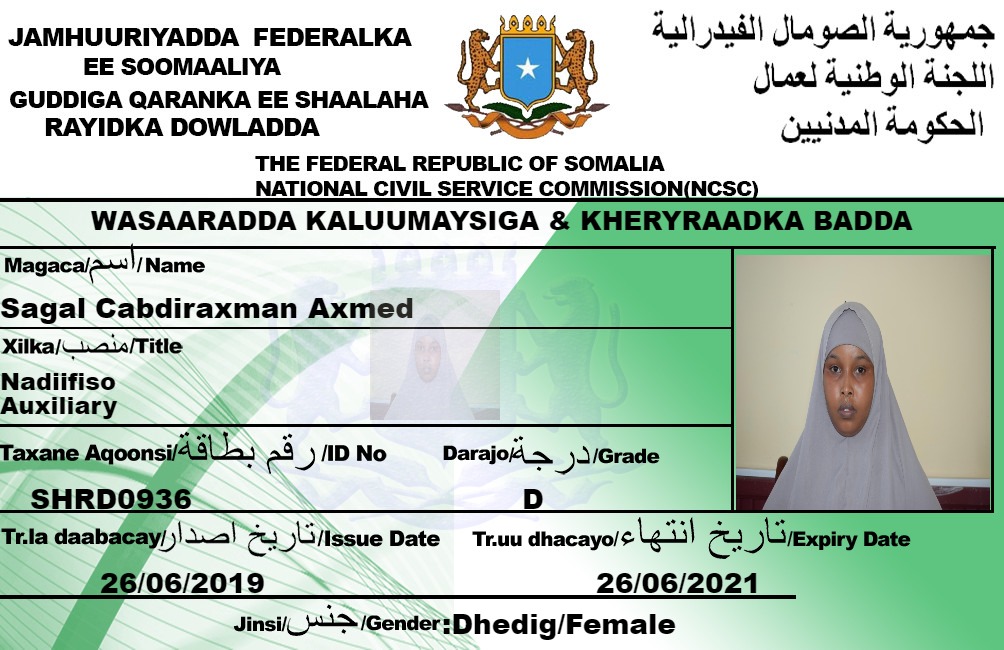 JAMHUURIYADDA FEDERALKA
EE SOOMAALIYA
GUDDIGA QARANKA EE SHAALAHA
RAYIDKA DOWLADDA
جمهورية الصومال الفيدرالية
اللجنة الوطنية لعمال
الحكومة المدنيين
THE FEDERAL REPUBLIC OF SOMALIA
NATIONAL CIVIL SERVICE COMMISSION(NCSC)
WASAARADDA KALUUMAYSIGA & KHERYRAADKA BADDA
Magaca/اسم/Name
Sagal Cabdiraxman Axmed
Xilka/منصب/Title
Nadiifiso
Auxiliary
Taxane Aqoonsi/رقم بطاقة/ID No Darajo/درجة/Grade
SHRD0936 D
Tr.la daabacay/تاريخ اصدار/Issue Date Tr.uu dhacayo/تاريخ انتهاء/Expiry Date
26/06/2019 26/06/2021
Jinsi/جنس/Gender:Dhedig/Female